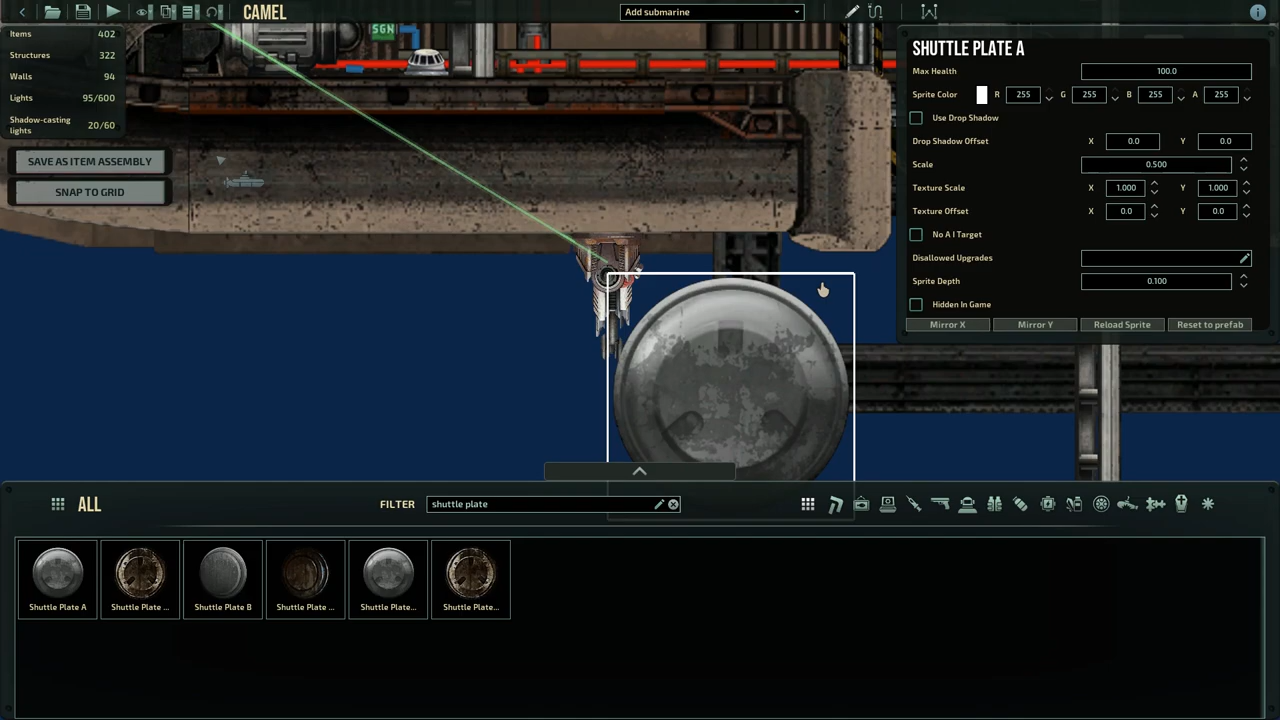 CAMEL
Add submarine
Items 402
Structures 322
Walls 94
Lights 95/600
Shadow-casting lights 20/60
SAVE AS ITEM ASSEMBLY
SNAP TO GRID
SGN
SHUTTLE PLATE A
Max Health 100.0
Sprite Color R 255 G 255 B 255 A 255
Use Drop Shadow
Drop Shadow Offset X 0.0 Y 0.0
Scale 0.500
Texture Scale X 1.000 Y 1.000
Texture Offset X 0.0 Y 0.0
No A I Target
Disallowed Upgrades
Sprite Depth 0.100
Hidden In Game
Mirror X Mirror Y Reload Sprite Reset to prefab
ALL FILTER shuttle plate
Shuttle Plate A Shuttle Plate ... Shuttle Plate B Shuttle Plate ... Shuttle Plate... Shuttle Plate...